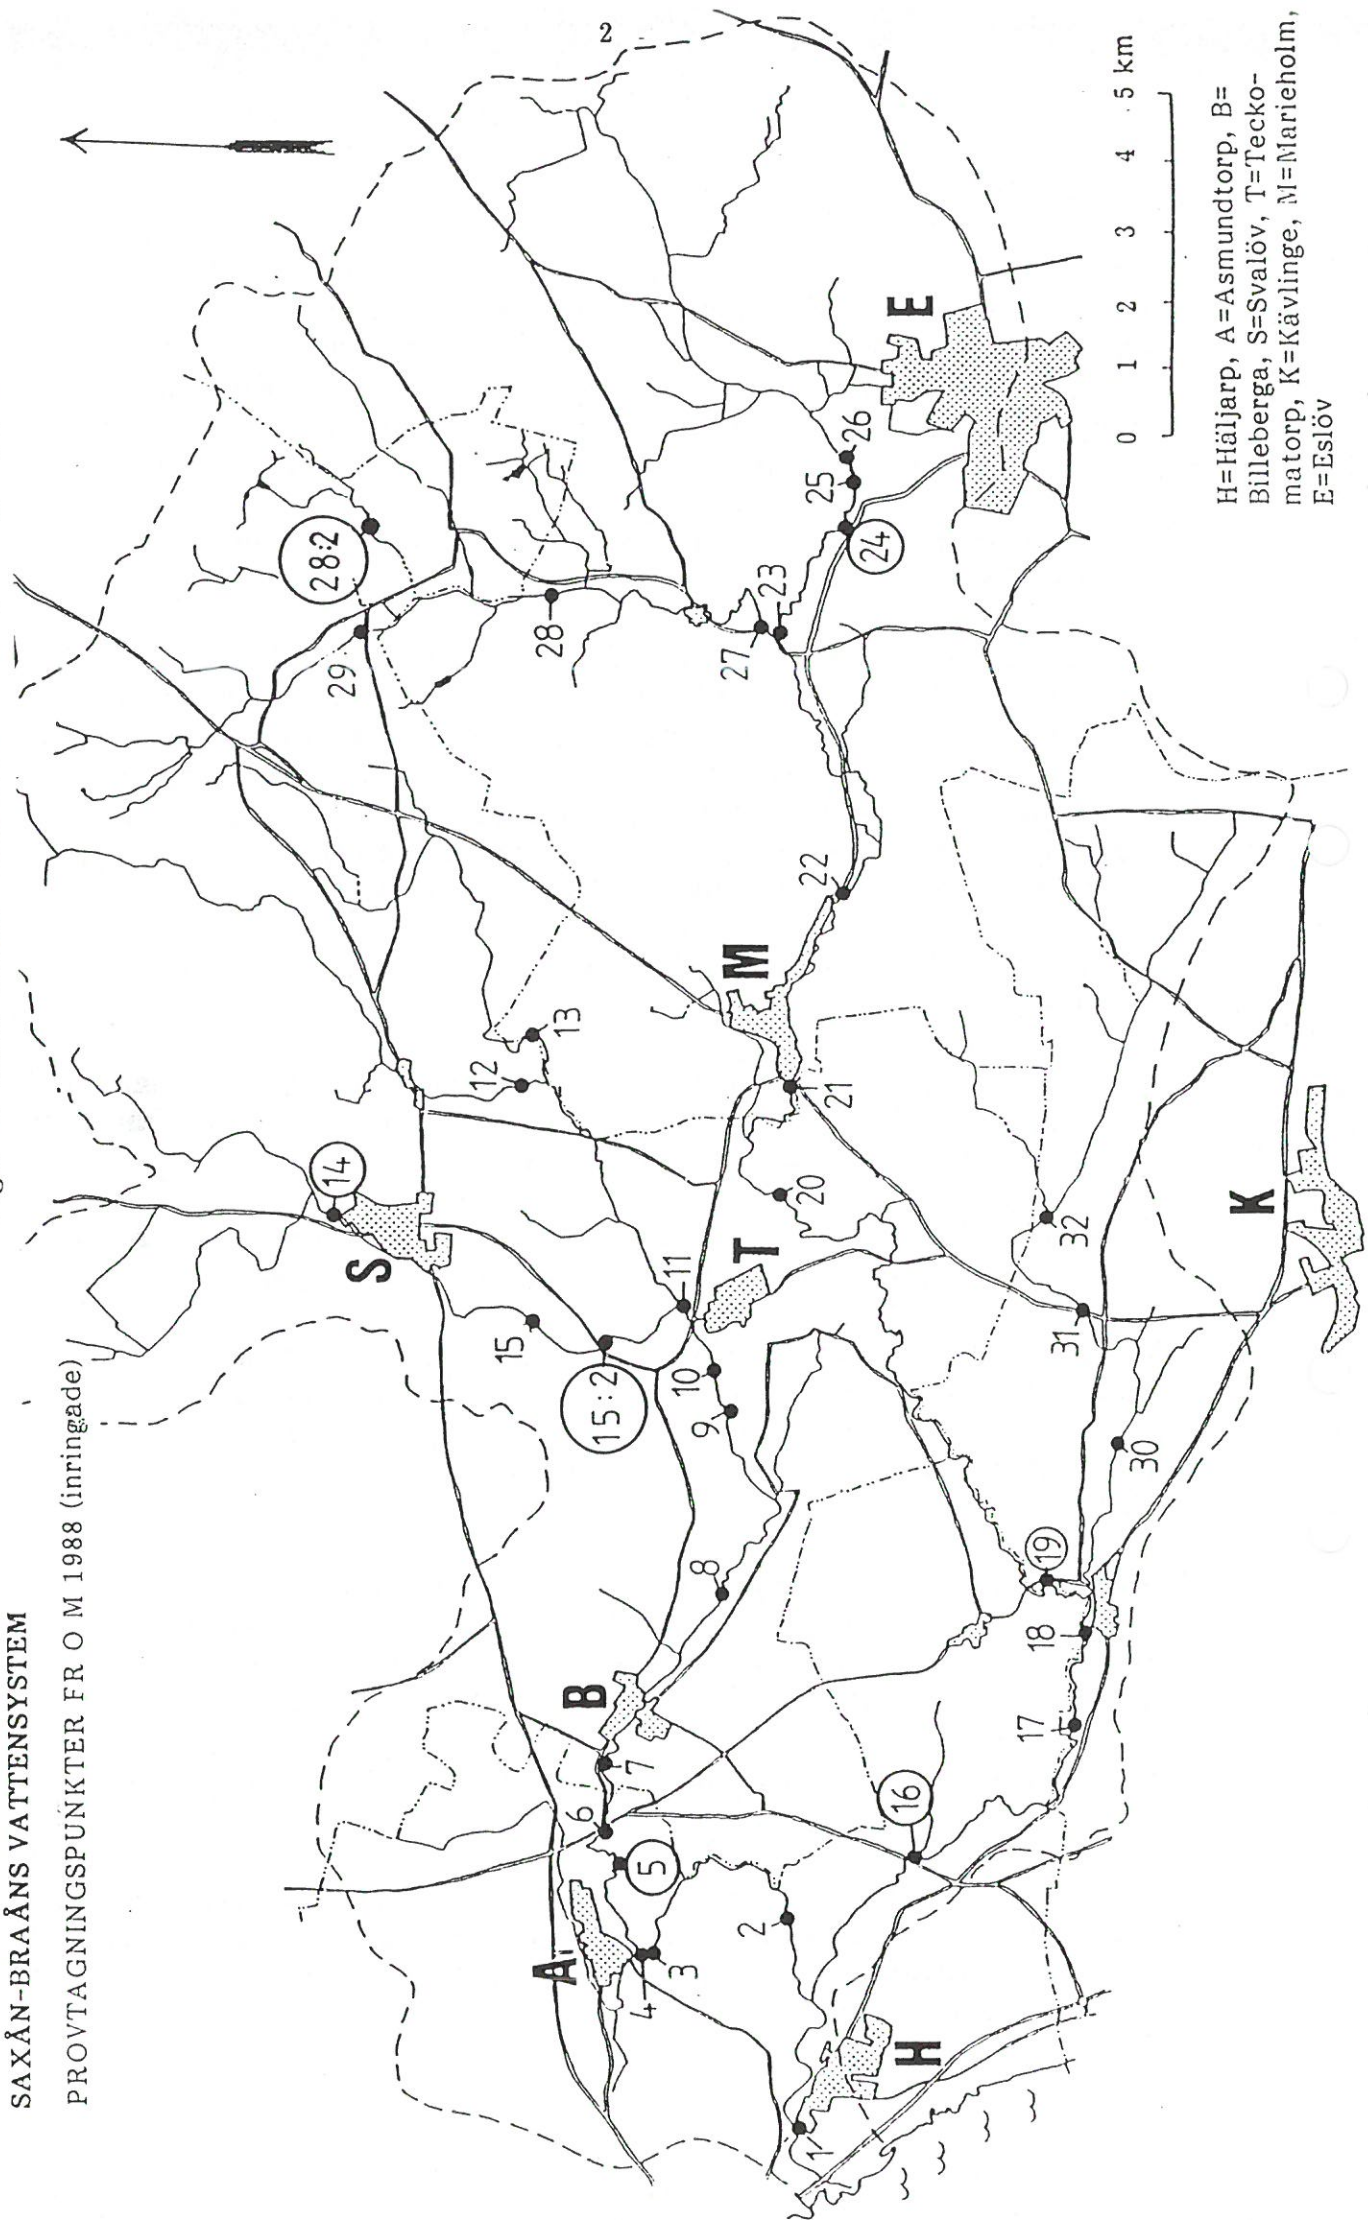 2
SAXÅN-BRAÅNS VATTENSYSTEM
PROVTAGNINGSPUNKTER FR O M 1988 (inringade)
28:2
29
28
27
23
24
25
26
E
22
M
13
12
14
S
21
20
T
11
15
15:2
10
9
8
32
31
30
K
19
18
17
16
B
7
6
5
A
4
3
2
1
H
0 1 2 3 4 5 km
H=Häljarp, A=Asmundtorp, B=
Billeberga, S=Svalöv, T=Tecko-
matorp, K=Kävlinge, M=Marieholm,
E=Eslöv